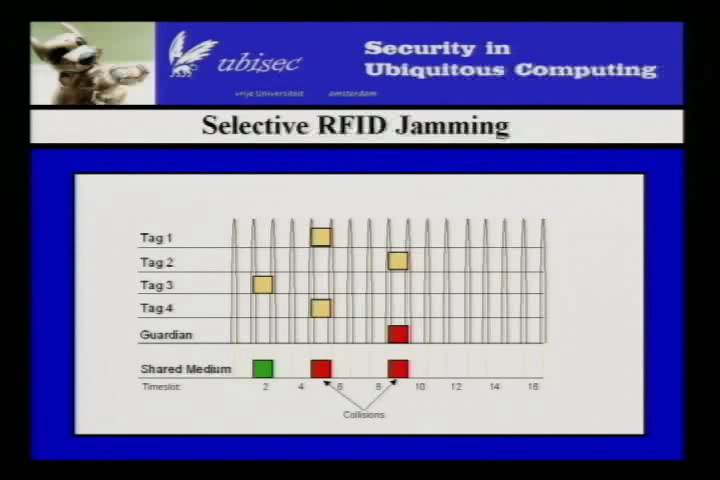 ubisec
vrije Universiteit amsterdam
Security in
Ubiquitous Computing
Selective RFID Jamming
Tag 1
Tag 2
Tag 3
Tag 4
Guardian
Shared Medium
Timeslot: 2 4 6 8 10 12 14 16
Collisions